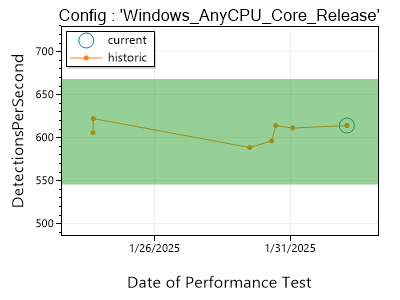 Config : 'Windows_AnyCPU_Core_Release'
current
historic
700
650
600
550
500
DetectionsPerSecond
1/26/2025
1/31/2025
Date of Performance Test